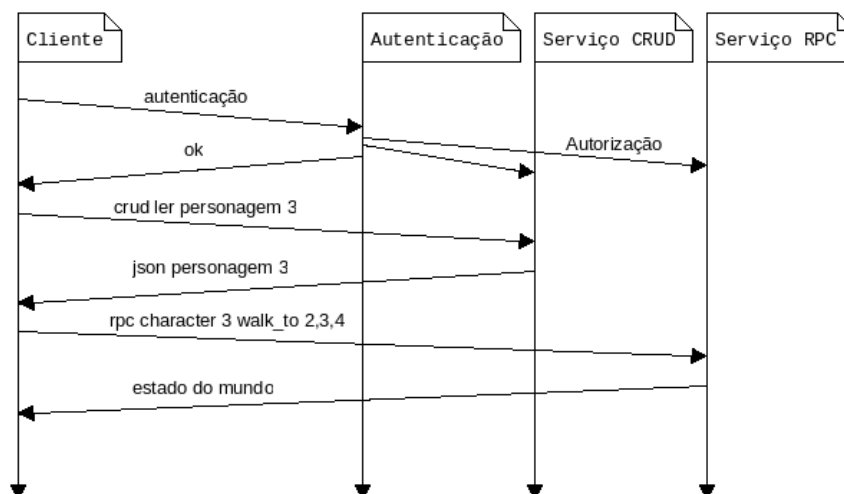 Cliente
Autenticação
Serviço CRUD
Serviço RPC
autenticação
Autorização
ok
crud ler personagem 3
json personagem 3
rpc character 3 walk_to 2,3,4
estado do mundo